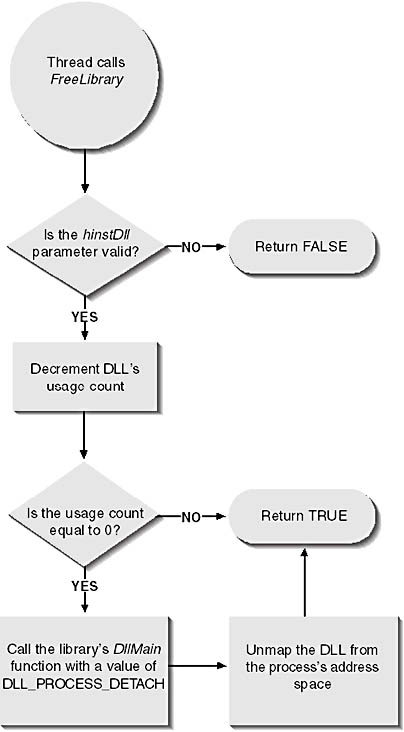 Thread calls
FreeLibrary
Is the hinstDll
parameter valid?
NO
Return FALSE
YES
Decrement DLL's
usage count
Is the usage count
equal to 0?
NO
Return TRUE
YES
Call the library's DllMain
function with a value of
DLL_PROCESS_DETACH
Unmap the DLL from
the process's address
space